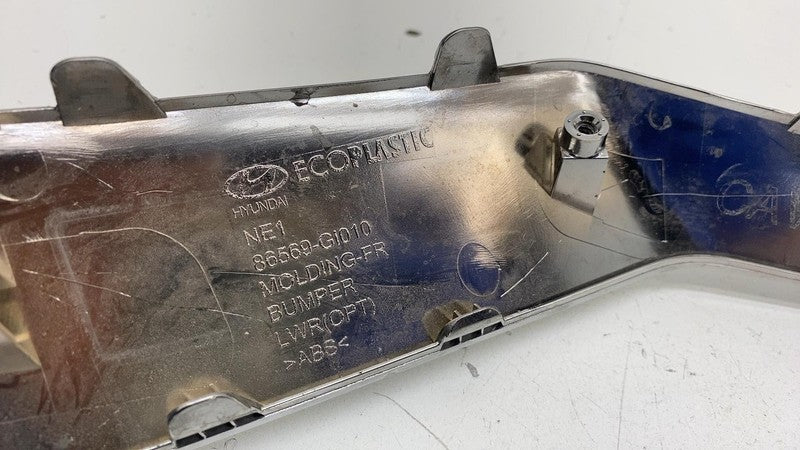 ECOPLASTIC
HYUNDAI
NE1
86569-GI010
MOLDING-FR
BUMPER
LWR(OPT)
>ABS<